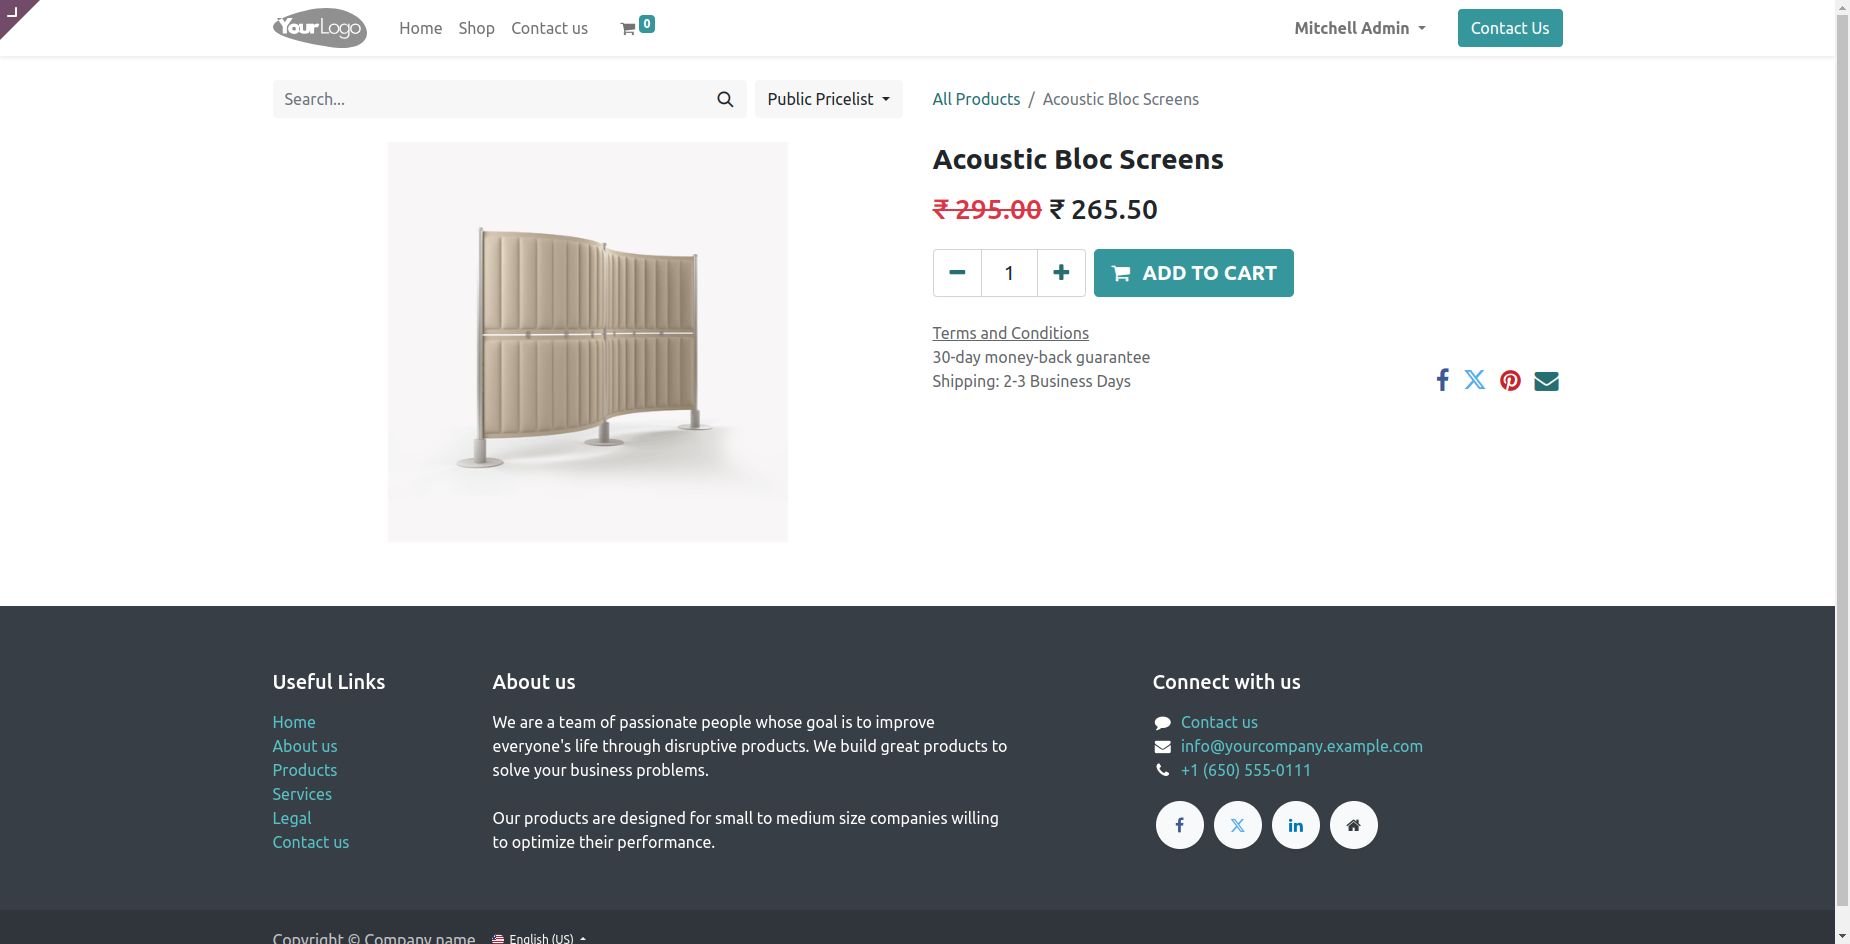 YourLogo
Home
Shop
Contact us
0
Mitchell Admin
Contact Us
Search...
Public Pricelist
All Products / Acoustic Bloc Screens
Acoustic Bloc Screens
₹ 295.00 ₹ 265.50
1
ADD TO CART
Terms and Conditions
30-day money-back guarantee
Shipping: 2-3 Business Days
Useful Links
Home
About us
Products
Services
Legal
Contact us
About us
We are a team of passionate people whose goal is to improve
everyone's life through disruptive products. We build great products to
solve your business problems.
Our products are designed for small to medium size companies willing
to optimize their performance.
Connect with us
Contact us
info@yourcompany.example.com
+1 (650) 555-0111
Copyright © Company name
English (US)